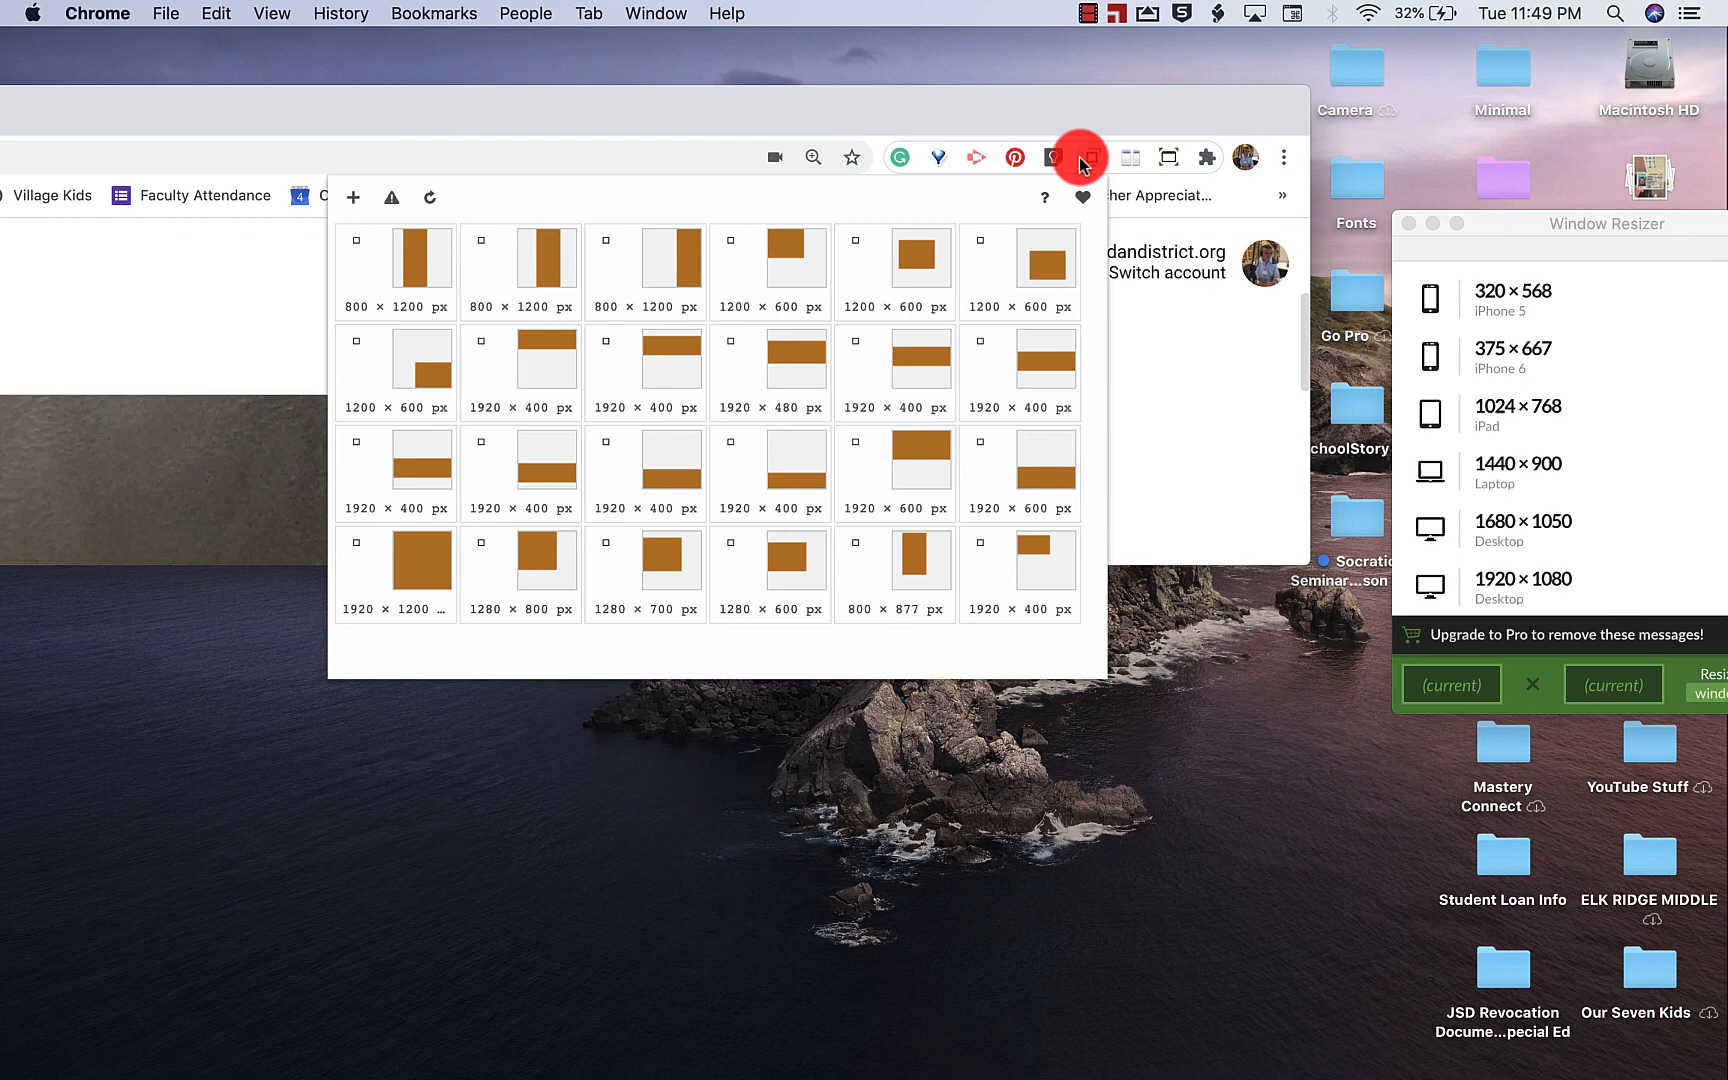 Chrome File Edit View History Bookmarks People Tab Window Help
32% Tue 11:49 PM
Camera
Minimal
Macintosh HD
Village Kids
Faculty Attendance
4
cher Appreciat...
»
?
dandistrict.org
Switch account
Fonts
Go Pro
choolStory
Socratic
Seminar...son
800 × 1200 px
800 × 1200 px
800 × 1200 px
1200 × 600 px
1200 × 600 px
1200 × 600 px
1200 × 600 px
1920 × 400 px
1920 × 400 px
1920 × 480 px
1920 × 400 px
1920 × 400 px
1920 × 400 px
1920 × 400 px
1920 × 400 px
1920 × 400 px
1920 × 600 px
1920 × 600 px
1920 × 1200 …
1280 × 800 px
1280 × 700 px
1280 × 600 px
800 × 877 px
1920 × 400 px
Window Resizer
320 × 568
iPhone 5
375 × 667
iPhone 6
1024 × 768
iPad
1440 × 900
Laptop
1680 × 1050
Desktop
1920 × 1080
Desktop
Upgrade to Pro to remove these messages!
(current) × (current)
Mastery
Connect
YouTube Stuff
Student Loan Info
ELK RIDGE MIDDLE
JSD Revocation
Docume...pecial Ed
Our Seven Kids